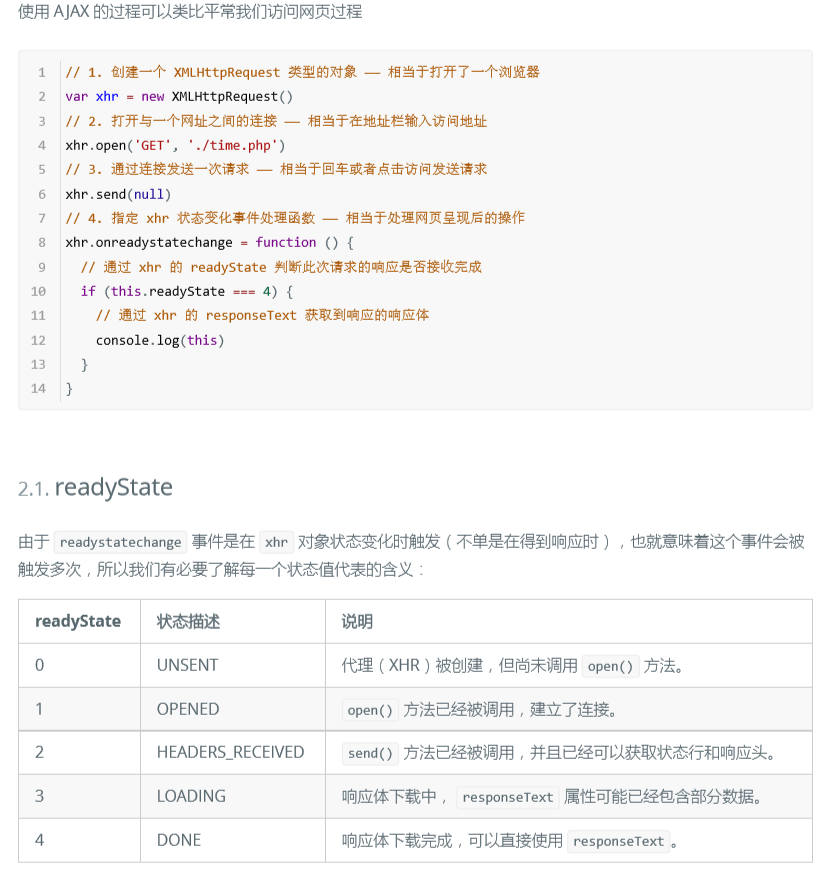 使用 AJAX 的过程可以类比平常我们访问网页过程
1 // 1. 创建一个 XMLHttpRequest 类型的对象 —— 相当于打开了一个浏览器
2 var xhr = new XMLHttpRequest()
3 // 2. 打开与一个网址之间的连接 —— 相当于在地址栏输入访问地址
4 xhr.open('GET', './time.php')
5 // 3. 通过连接发送一次请求 —— 相当于回车或者点击访问发送请求
6 xhr.send(null)
7 // 4. 指定 xhr 状态变化事件处理函数 —— 相当于处理网页呈现后的操作
8 xhr.onreadystatechange = function () {
9   // 通过 xhr 的 readyState 判断此次请求的响应是否接收完成
10   if (this.readyState === 4) {
11     // 通过 xhr 的 responseText 获取到响应的响应体
12     console.log(this)
13   }
14 }
2.1. readyState
由于 readystatechange 事件是在 xhr 对象状态变化时触发（不单是在得到响应时），也就意味着这个事件会被
触发多次，所以我们有必要了解每一个状态值代表的含义：
readyState 状态描述 说明
0 UNSENT 代理（XHR）被创建，但尚未调用 open() 方法。
1 OPENED open() 方法已经被调用，建立了连接。
2 HEADERS_RECEIVED send() 方法已经被调用，并且已经可以获取状态行和响应头。
3 LOADING 响应体下载中， responseText 属性可能已经包含部分数据。
4 DONE 响应体下载完成，可以直接使用 responseText 。